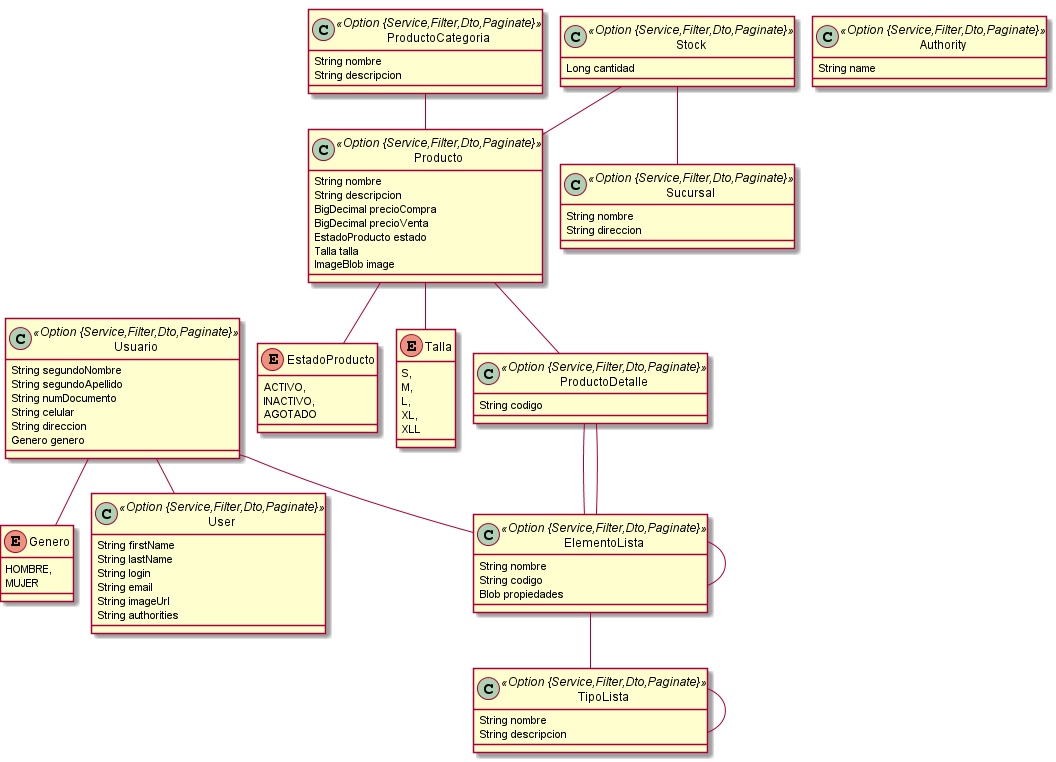 C «Option {Service,Filter,Dto,Paginate}»
ProductoCategoria
String nombre
String descripcion
C «Option {Service,Filter,Dto,Paginate}»
Stock
Long cantidad
C «Option {Service,Filter,Dto,Paginate}»
Authority
String name
C «Option {Service,Filter,Dto,Paginate}»
Producto
String nombre
String descripcion
BigDecimal precioCompra
BigDecimal precioVenta
EstadoProducto estado
Talla talla
ImageBlob image
C «Option {Service,Filter,Dto,Paginate}»
Sucursal
String nombre
String direccion
C «Option {Service,Filter,Dto,Paginate}»
Usuario
String segundoNombre
String segundoApellido
String numDocumento
String celular
String direccion
Genero genero
E EstadoProducto
ACTIVO,
INACTIVO,
AGOTADO
E Talla
S,
M,
L,
XL,
XLL
C «Option {Service,Filter,Dto,Paginate}»
ProductoDetalle
String codigo
E Genero
HOMBRE,
MUJER
C «Option {Service,Filter,Dto,Paginate}»
User
String firstName
String lastName
String login
String email
String imageUrl
String authorities
C «Option {Service,Filter,Dto,Paginate}»
ElementoLista
String nombre
String codigo
Blob propiedades
C «Option {Service,Filter,Dto,Paginate}»
TipoLista
String nombre
String descripcion